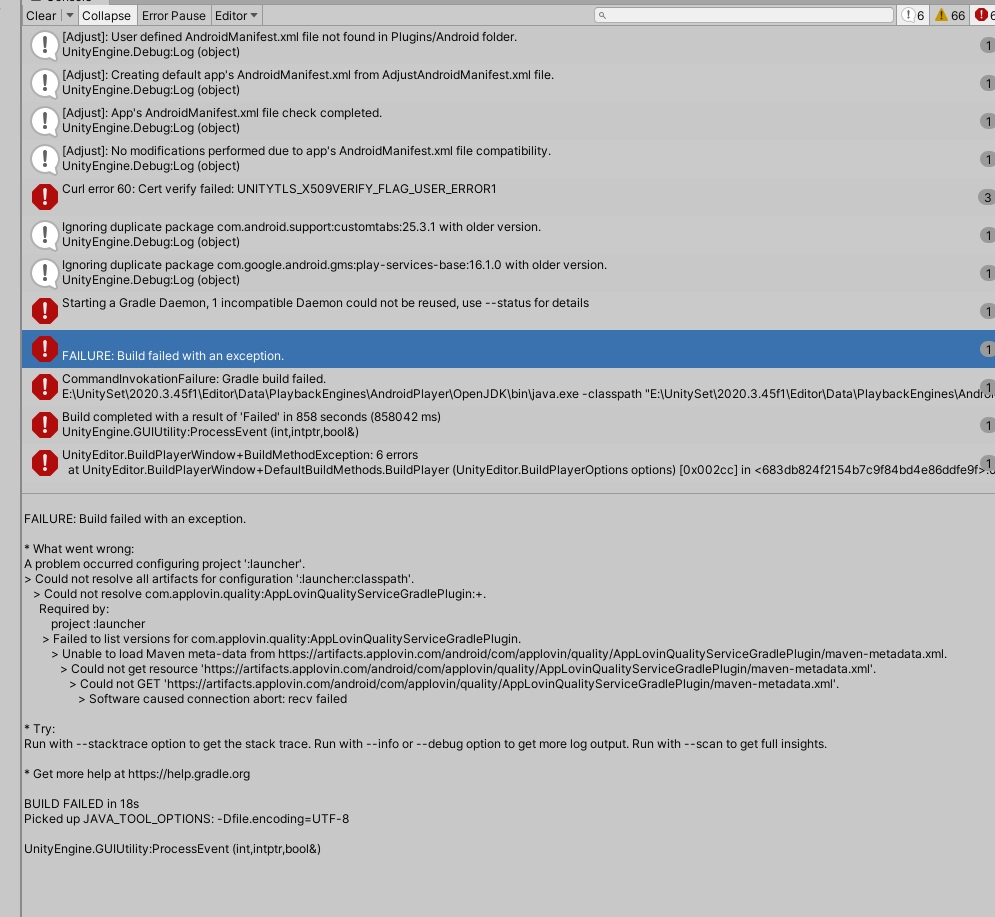 Clear
Collapse
Error Pause
Editor
6
66
6
[Adjust]: User defined AndroidManifest.xml file not found in Plugins/Android folder.
UnityEngine.Debug:Log (object)
1
[Adjust]: Creating default app's AndroidManifest.xml from AdjustAndroidManifest.xml file.
UnityEngine.Debug:Log (object)
1
[Adjust]: App's AndroidManifest.xml file check completed.
UnityEngine.Debug:Log (object)
1
[Adjust]: No modifications performed due to app's AndroidManifest.xml file compatibility.
UnityEngine.Debug:Log (object)
1
Curl error 60: Cert verify failed: UNITYTLS_X509VERIFY_FLAG_USER_ERROR1
3
Ignoring duplicate package com.android.support:customtabs:25.3.1 with older version.
UnityEngine.Debug:Log (object)
1
Ignoring duplicate package com.google.android.gms:play-services-base:16.1.0 with older version.
UnityEngine.Debug:Log (object)
1
Starting a Gradle Daemon, 1 incompatible Daemon could not be reused, use --status for details
1
FAILURE: Build failed with an exception.
1
CommandInvokationFailure: Gradle build failed.
E:\UnitySet\2020.3.45f1\Editor\Data\PlaybackEngines\AndroidPlayer\OpenJDK\bin\java.exe -classpath "E:\UnitySet\2020.3.45f1\Editor\Data\PlaybackEngines\Andro
1
Build completed with a result of 'Failed' in 858 seconds (858042 ms)
UnityEngine.GUIUtility:ProcessEvent (int,intptr,bool&)
1
UnityEditor.BuildPlayerWindow+BuildMethodException: 6 errors
at UnityEditor.BuildPlayerWindow+DefaultBuildMethods.BuildPlayer (UnityEditor.BuildPlayerOptions options) [0x002cc] in <683db824f2154b7c9f84bd4e86ddfe9f>:0
1
FAILURE: Build failed with an exception.
* What went wrong:
A problem occurred configuring project ':launcher'.
> Could not resolve all artifacts for configuration ':launcher:classpath'.
> Could not resolve com.applovin.quality:AppLovinQualityServiceGradlePlugin:+.
Required by:
project :launcher
> Failed to list versions for com.applovin.quality:AppLovinQualityServiceGradlePlugin.
> Unable to load Maven meta-data from https://artifacts.applovin.com/android/com/applovin/quality/AppLovinQualityServiceGradlePlugin/maven-metadata.xml.
> Could not get resource 'https://artifacts.applovin.com/android/com/applovin/quality/AppLovinQualityServiceGradlePlugin/maven-metadata.xml'.
> Could not GET 'https://artifacts.applovin.com/android/com/applovin/quality/AppLovinQualityServiceGradlePlugin/maven-metadata.xml'.
> Software caused connection abort: recv failed
* Try:
Run with --stacktrace option to get the stack trace. Run with --info or --debug option to get more log output. Run with --scan to get full insights.
* Get more help at https://help.gradle.org
BUILD FAILED in 18s
Picked up JAVA_TOOL_OPTIONS: -Dfile.encoding=UTF-8
UnityEngine.GUIUtility:ProcessEvent (int,intptr,bool&)